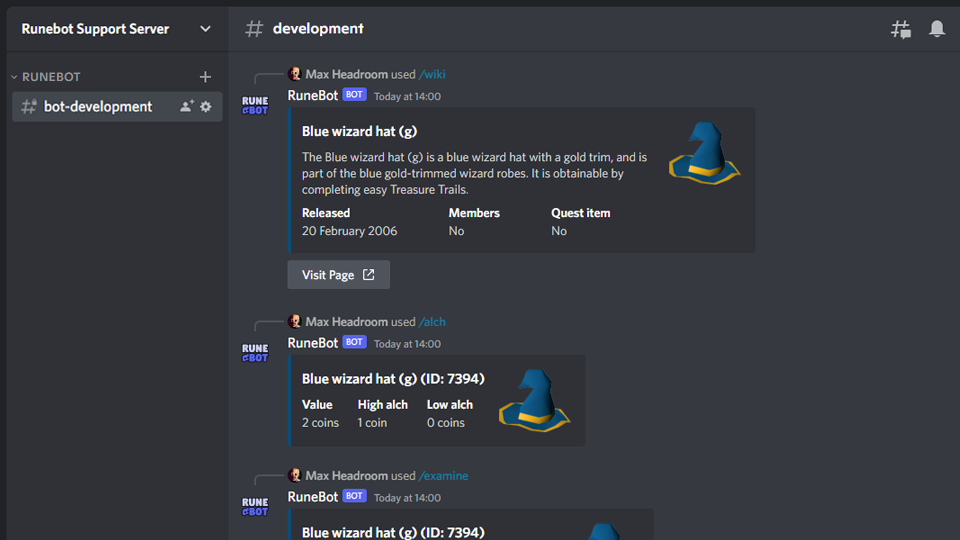 Runebot Support Server
# development
RUNEBOT
bot-development
Max Headroom used /wiki
RUNE BOT
RuneBot BOT Today at 14:00
Blue wizard hat (g)
The Blue wizard hat (g) is a blue wizard hat with a gold trim, and is
part of the blue gold-trimmed wizard robes. It is obtainable by
completing easy Treasure Trails.
Released Members Quest item
20 February 2006 No No
Visit Page
Max Headroom used /alch
RUNE BOT
RuneBot BOT Today at 14:00
Blue wizard hat (g) (ID: 7394)
Value High alch Low alch
2 coins 1 coin 0 coins
Max Headroom used /examine
RUNE BOT
RuneBot BOT Today at 14:00
Blue wizard hat (g) (ID: 7394)